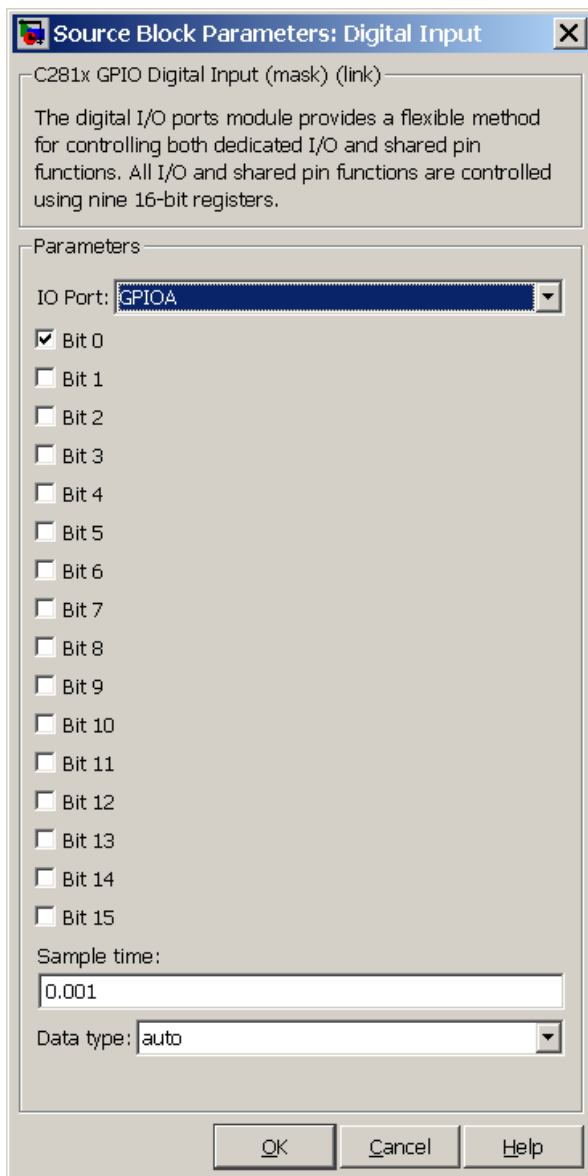 Source Block Parameters: Digital Input
C281x GPIO Digital Input (mask) (link)
The digital I/O ports module provides a flexible method
for controlling both dedicated I/O and shared pin
functions. All I/O and shared pin functions are controlled
using nine 16-bit registers.
Parameters
IO Port: GPIOA
Bit 0
Bit 1
Bit 2
Bit 3
Bit 4
Bit 5
Bit 6
Bit 7
Bit 8
Bit 9
Bit 10
Bit 11
Bit 12
Bit 13
Bit 14
Bit 15
Sample time:
0.001
Data type: auto
OK Cancel Help